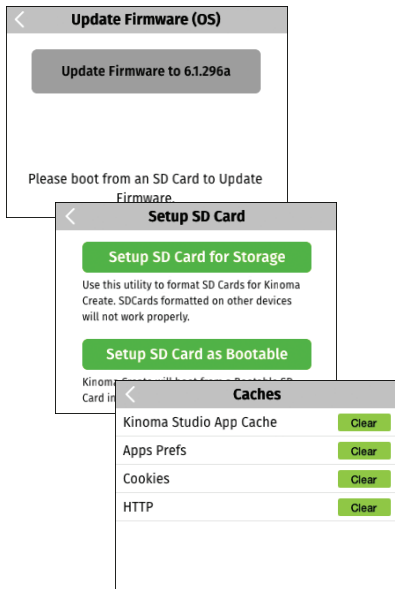 Update Firmware (OS)
Update Firmware to 6.1.296a
Please boot from an SD Card to Update
Firmware.
Setup SD Card
Setup SD Card for Storage
Use this utility to format SD Cards for Kinoma
Create. SDCards formatted on other devices
will not work properly.
Setup SD Card as Bootable
Kinoma Create will boot from a Bootable SD
Card in
Caches
Kinoma Studio App Cache Clear
Apps Prefs Clear
Cookies Clear
HTTP Clear